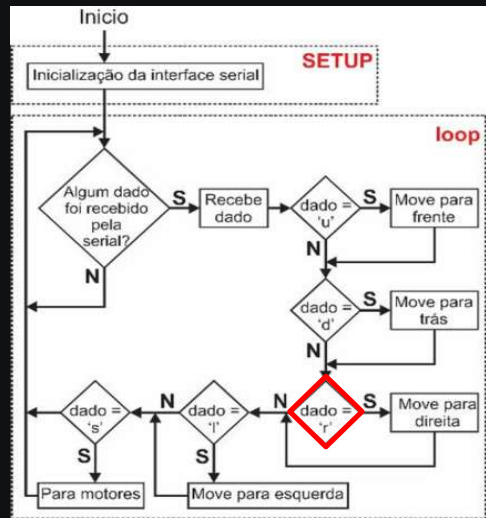 Inicio
SETUP
Inicialização da interface serial
loop
Algum dado
foi recebido
pela
serial?
S
N
Recebe
dado
dado =
'u'
S
N
Move para
frente
dado =
'd'
S
N
Move para
trás
dado =
'r'
S
N
Move para
direita
dado =
'l'
N
S
Move para esquerda
dado =
's'
S
Para motores